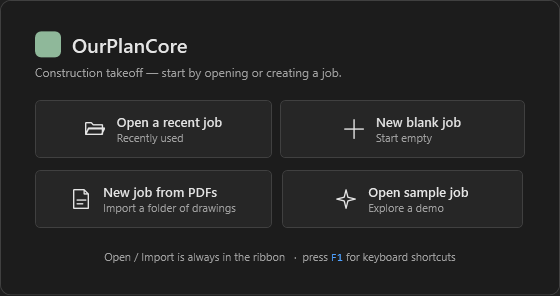 OurPlanCore
Construction takeoff — start by opening or creating a job.
Open a recent job
Recently used
New blank job
Start empty
New job from PDFs
Import a folder of drawings
Open sample job
Explore a demo
Open / Import is always in the ribbon · press F1 for keyboard shortcuts